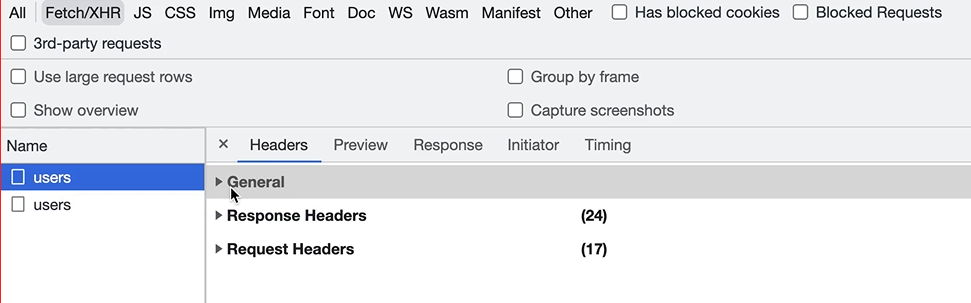 All Fetch/XHR JS CSS Img Media Font Doc WS Wasm Manifest Other Has blocked cookies Blocked Requests
3rd-party requests
Use large request rows Group by frame
Show overview Capture screenshots
Name × Headers Preview Response Initiator Timing
users General
users Response Headers (24)
Request Headers (17)